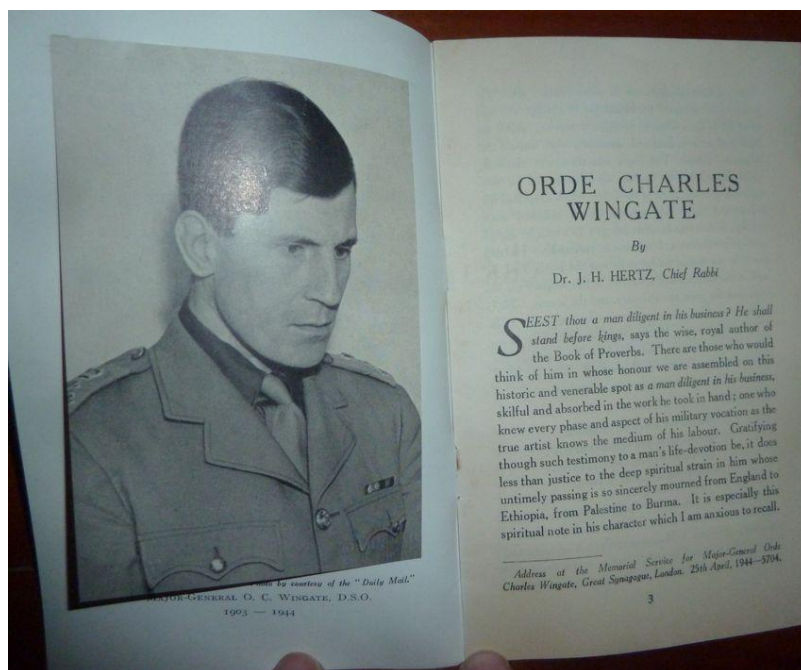 by courtesy of the "Daily Mail."
MAJOR-GENERAL O. C. WINGATE, D.S.O.
1903 — 1944
ORDE CHARLES
WINGATE
By
Dr. J. H. HERTZ, Chief Rabbi
SEEST thou a man diligent in his business? He shall
stand before kings, says the wise, royal author of
the Book of Proverbs. There are those who would
think of him in whose honour we are assembled on this
historic and venerable spot as a man diligent in his business,
skilful and absorbed in the work he took in hand; one who
knew every phase and aspect of his military vocation as the
true artist knows the medium of his labour. Gratifying
though such testimony to a man's life-devotion be, it does
less than justice to the deep spiritual strain in him whose
untimely passing is so sincerely mourned from England to
Ethiopia, from Palestine to Burma. It is especially this
spiritual note in his character which I am anxious to recall.
Address at the Memorial Service for Major-General Orde
Charles Wingate, Great Synagogue, London. 25th April, 1944—5704.
3